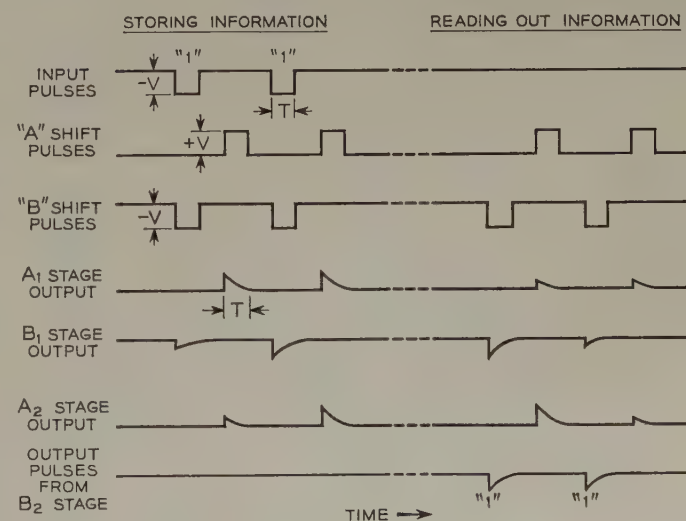 STORING INFORMATION
READING OUT INFORMATION
"1"
"1"
INPUT
PULSES
-V
T
"A" SHIFT
PULSES
+V
"B" SHIFT
PULSES
-V
A1 STAGE
OUTPUT
T
B1 STAGE
OUTPUT
A2 STAGE
OUTPUT
OUTPUT
PULSES
FROM
B2 STAGE
"1"
"1"
TIME